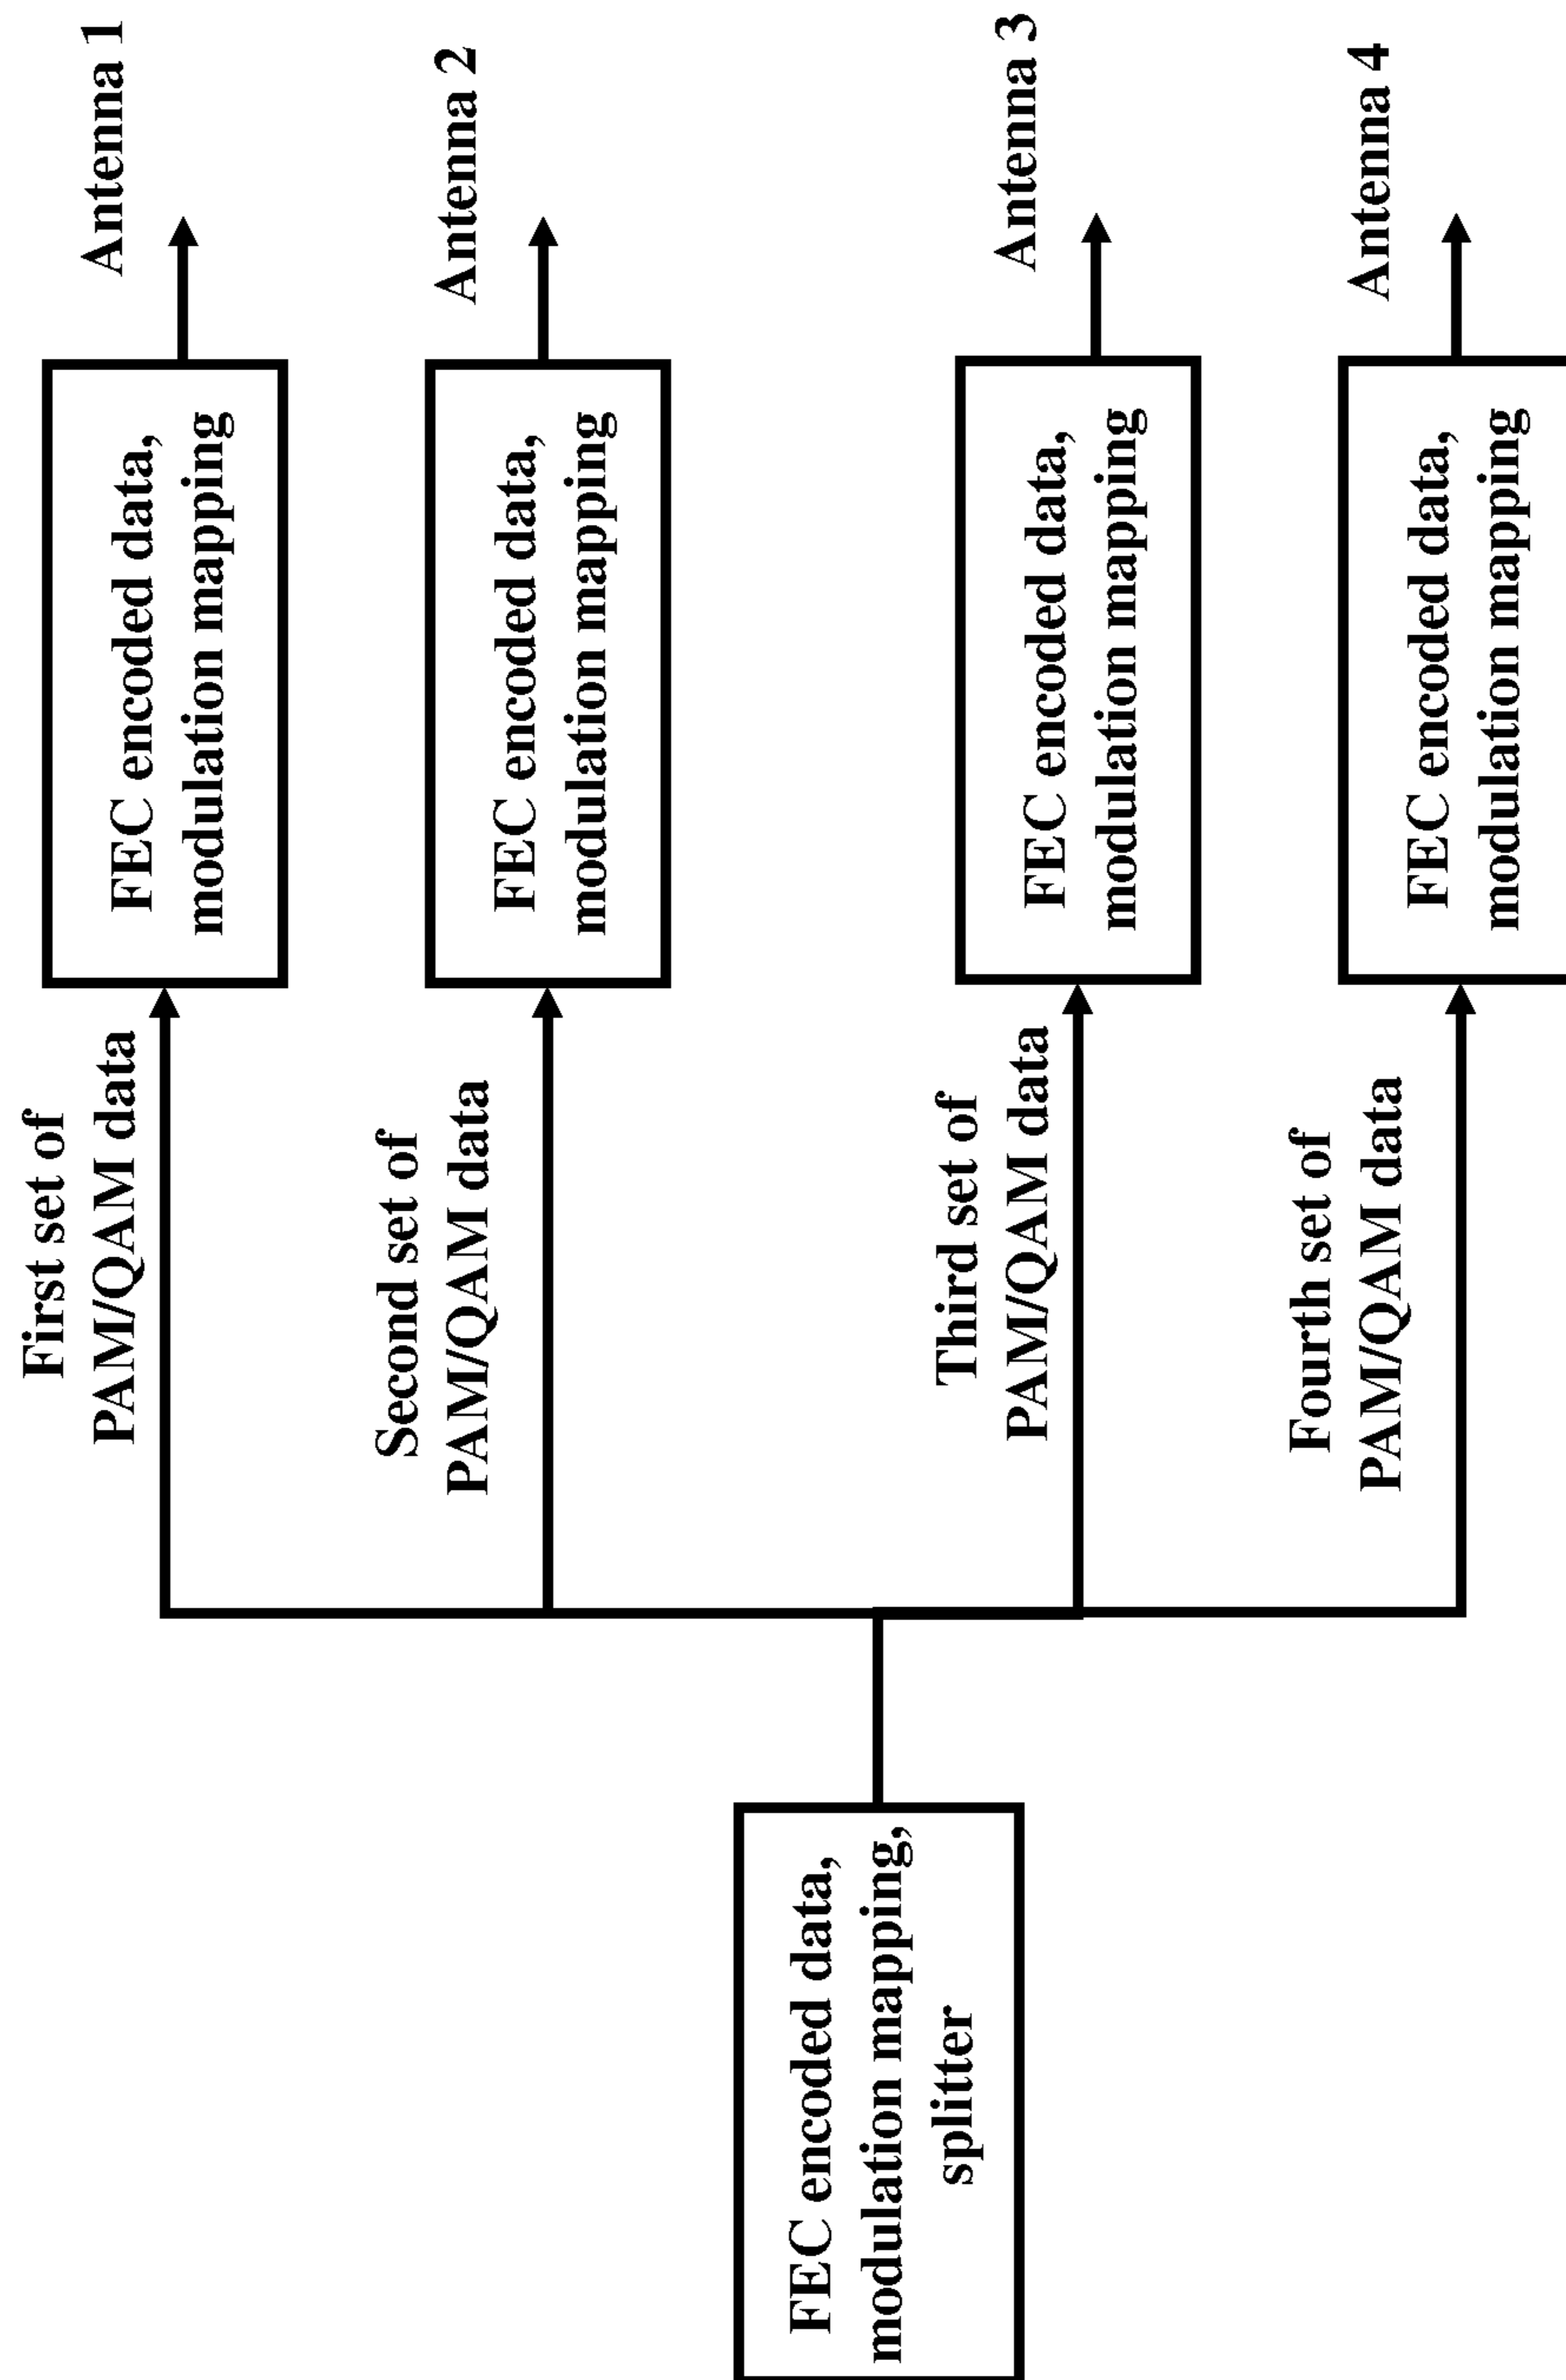 FEC encoded data,
modulation mapping,
splitter
First set of
PAM/QAM data
FEC encoded data,
modulation mapping
Antenna 1
Second set of
PAM/QAM data
FEC encoded data,
modulation mapping
Antenna 2
Third set of
PAM/QAM data
FEC encoded data,
modulation mapping
Antenna 3
Fourth set of
PAM/QAM data
FEC encoded data,
modulation mapping
Antenna 4